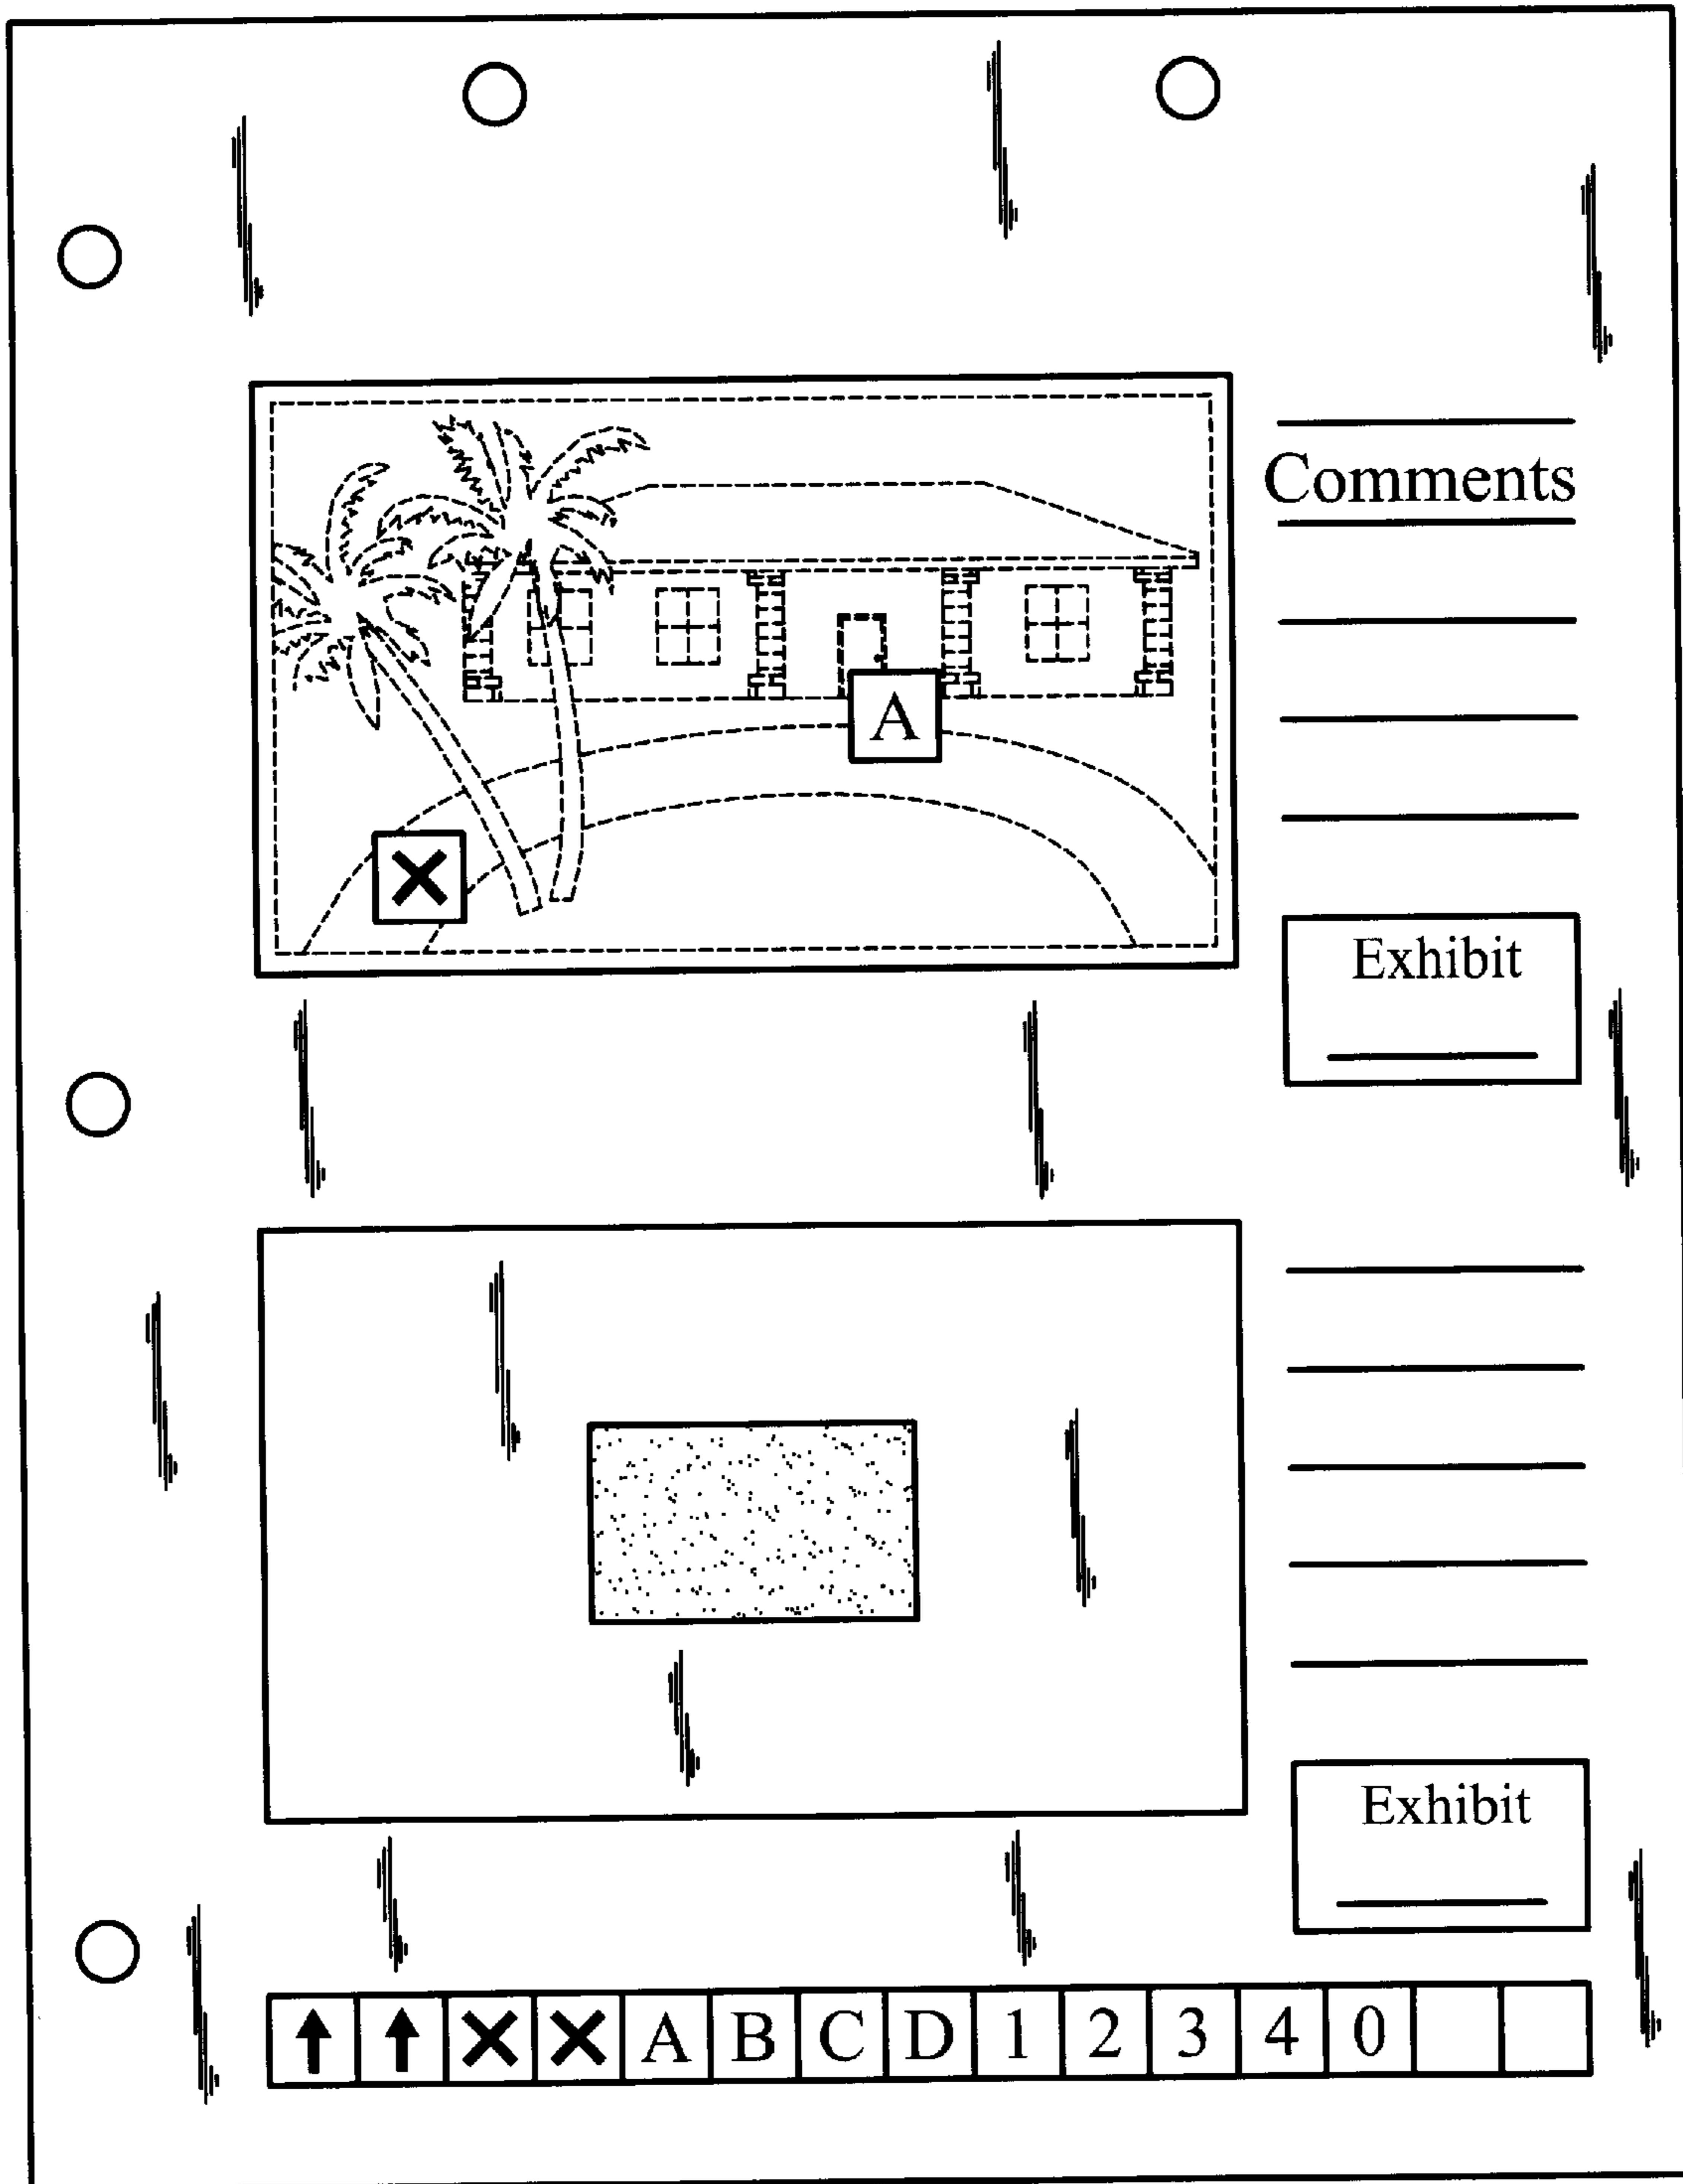 Comments
A
X
Exhibit
Exhibit
↑ ↑ X X A B C D 1 2 3 4 0